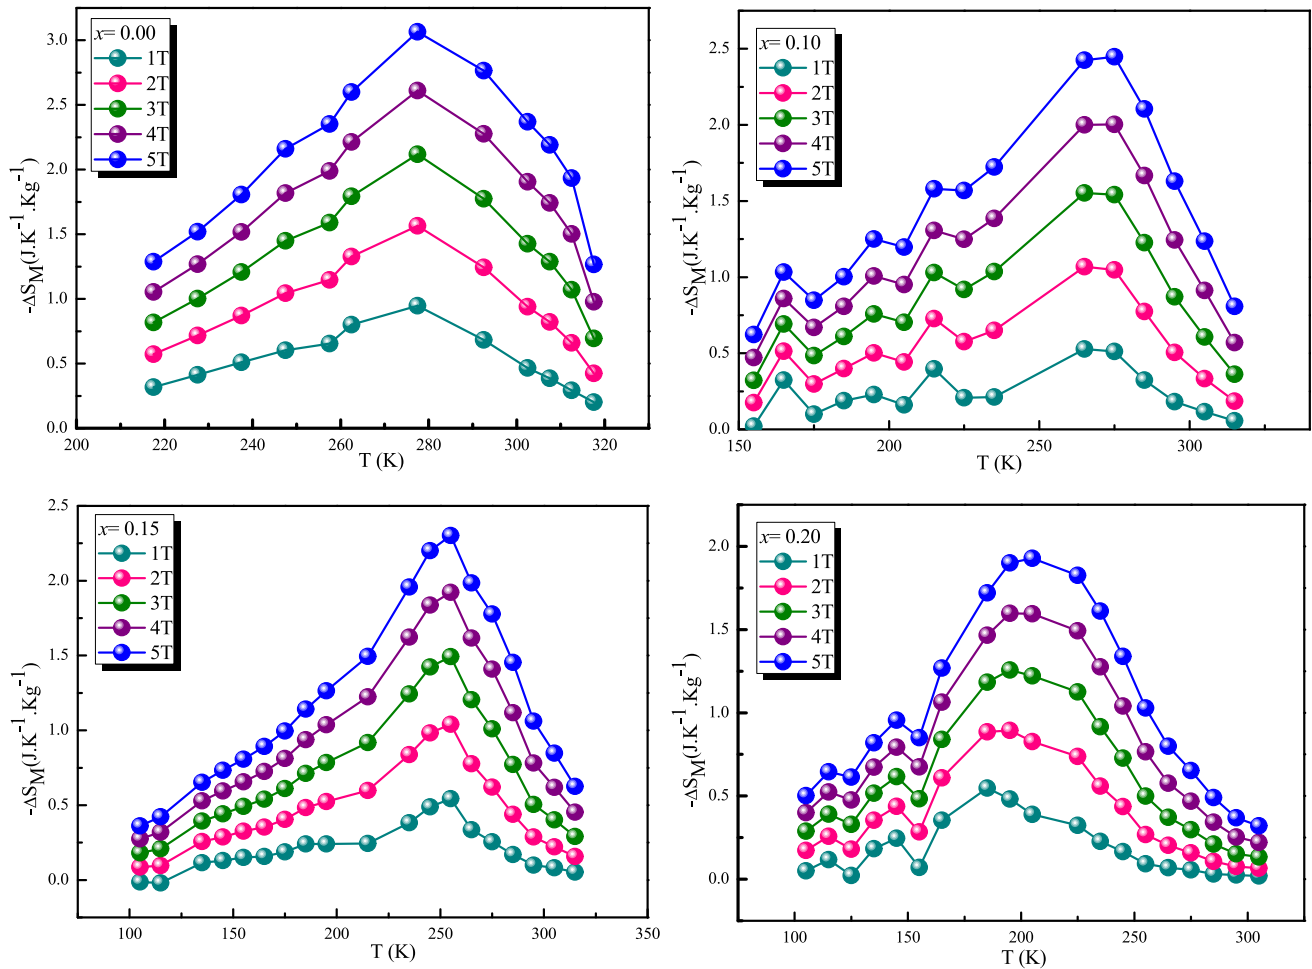 x= 0.00
1T
2T
3T
4T
5T
3.0
2.5
2.0
1.5
1.0
0.5
0.0
-ΔS_M(J.K⁻¹.Kg⁻¹)
200 220 240 260 280 300 320
T (K)
x= 0.10
1T
2T
3T
4T
5T
2.5
2.0
1.5
1.0
0.5
0.0
-ΔS_M(J.K⁻¹.Kg⁻¹)
150 200 250 300
T (K)
x= 0.15
1T
2T
3T
4T
5T
2.5
2.0
1.5
1.0
0.5
0.0
-ΔS_M(J.K⁻¹.Kg⁻¹)
100 150 200 250 300 350
T (K)
x= 0.20
1T
2T
3T
4T
5T
2.0
1.5
1.0
0.5
0.0
-ΔS_M(J.K⁻¹.Kg⁻¹)
100 150 200 250 300
T (K)